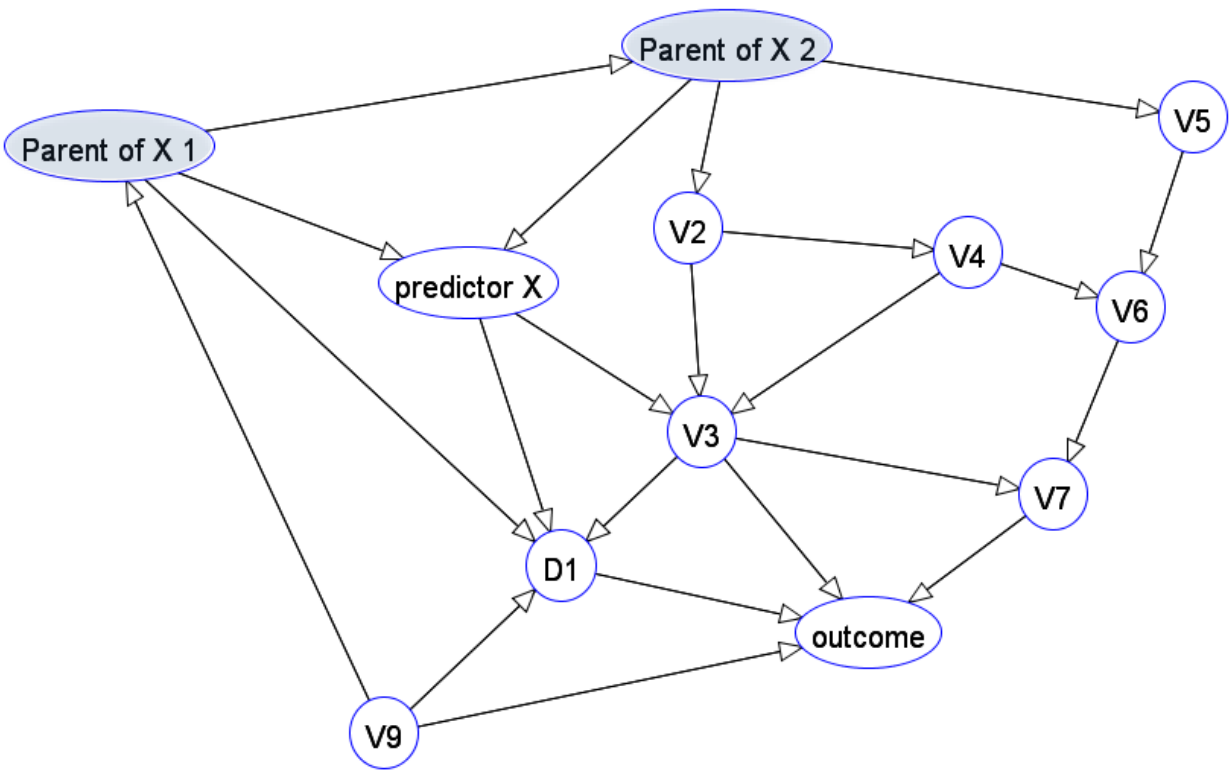 Parent of X 2
V5
Parent of X 1
V2
V4
predictor X
V6
V3
V7
D1
outcome
V9